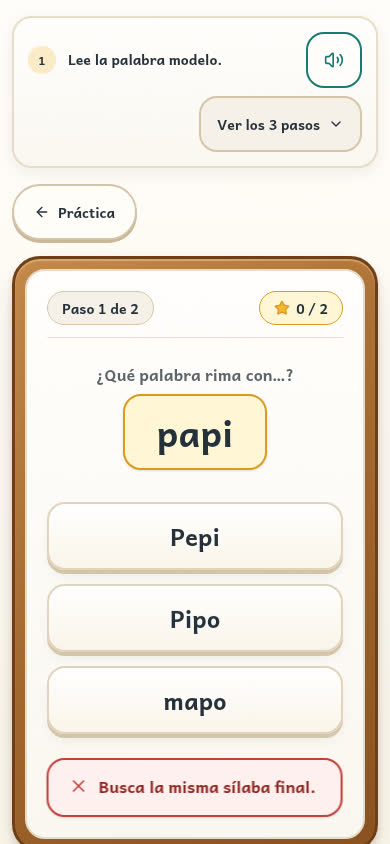 1 Lee la palabra modelo.
Ver los 3 pasos
Práctica
Paso 1 de 2
0 / 2
¿Qué palabra rima con...?
papi
Pepi
Pipo
mapo
Busca la misma sílaba final.